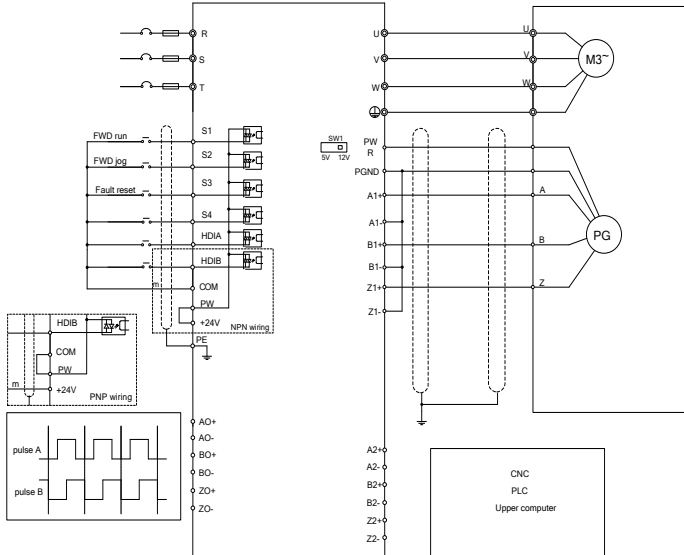 R
S
T
U
V
W
U
V
W
M3~
FWD run
S1
FWD jog
S2
Fault reset
S3
S4
HDIA
HDIB
m
COM
PW
+24V
NPN wiring
PE
SW1
5V 12V
PW
R
PGND
A1+
A
A1-
B1+
B
B1-
Z1+
Z
Z1-
PG
HDIB
COM
PW
m
+24V
PNP wiring
pulse A
pulse B
AO+
AO-
BO+
BO-
ZO+
ZO-
A2+
A2-
B2+
B2-
Z2+
Z2-
CNC
PLC
Upper computer